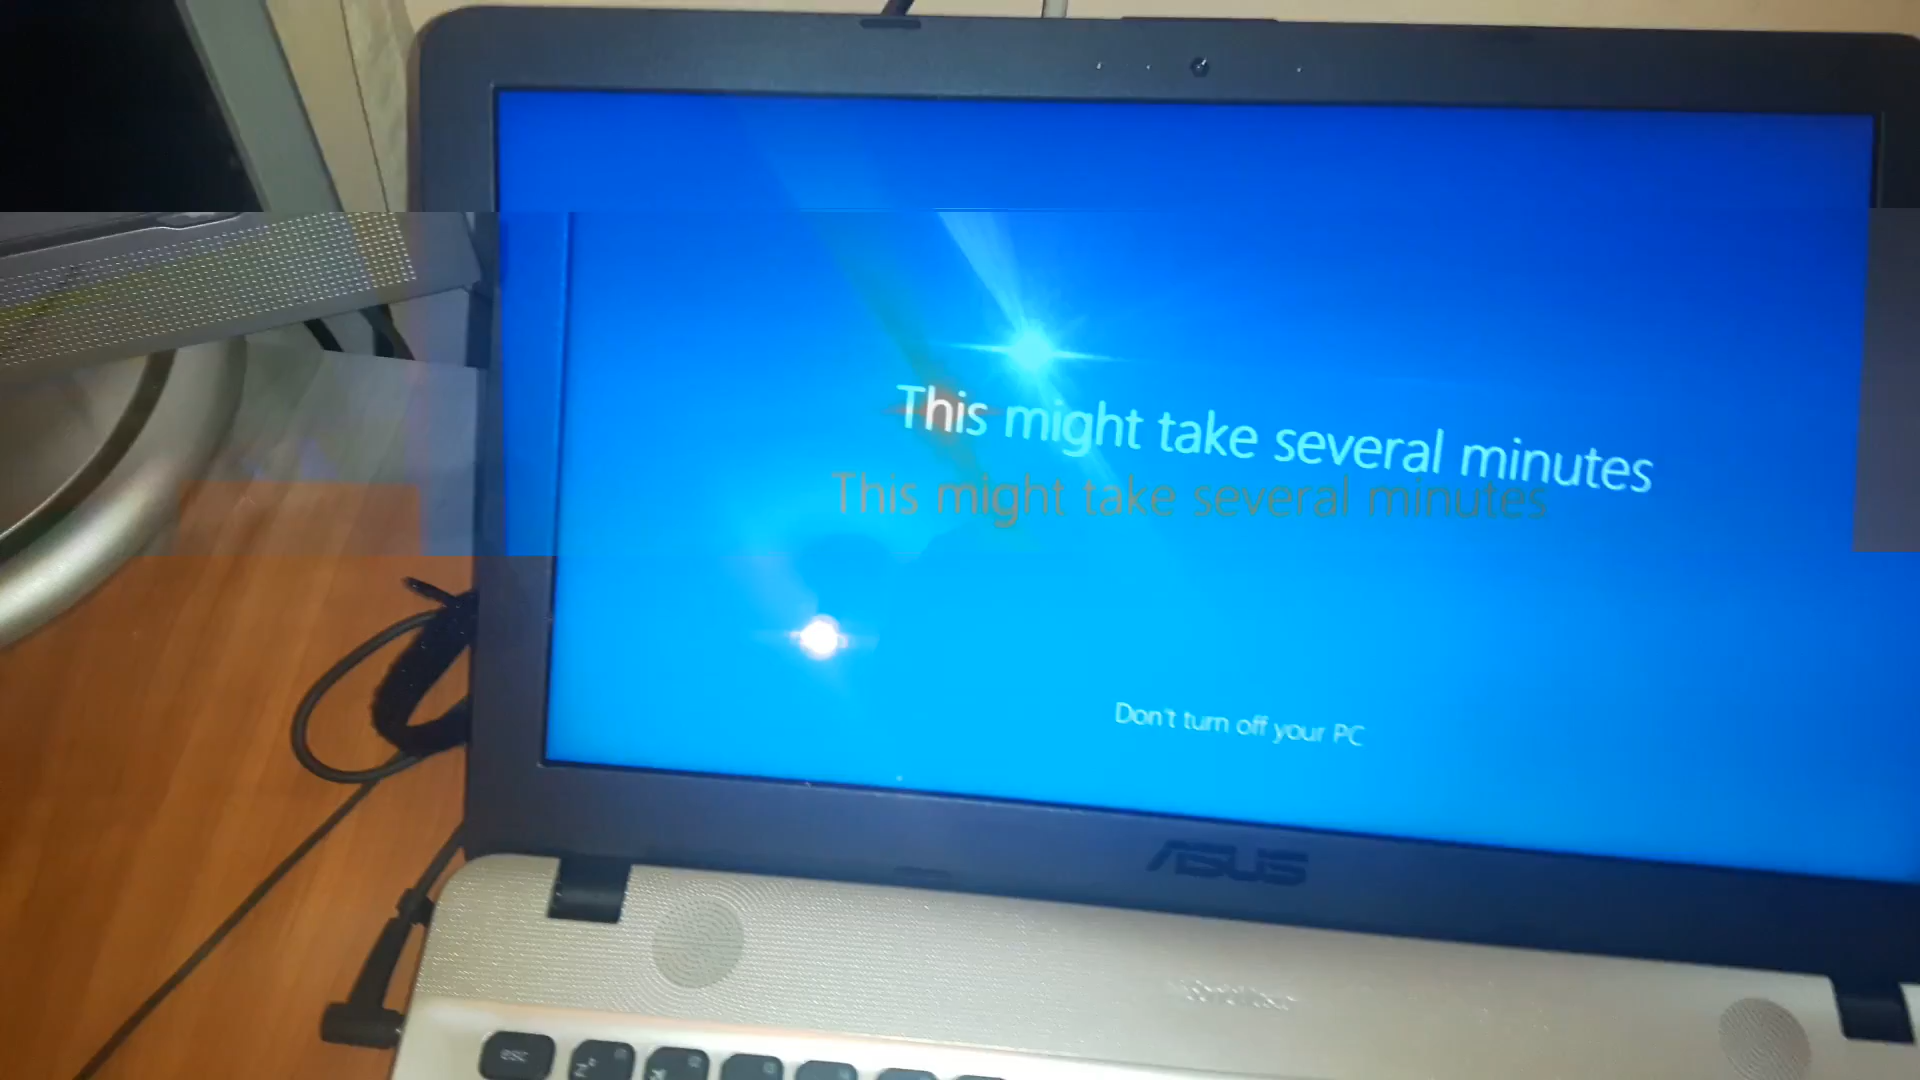 This might take several minutes
This might take several minutes
Don't turn off your PC
ASUS
esc